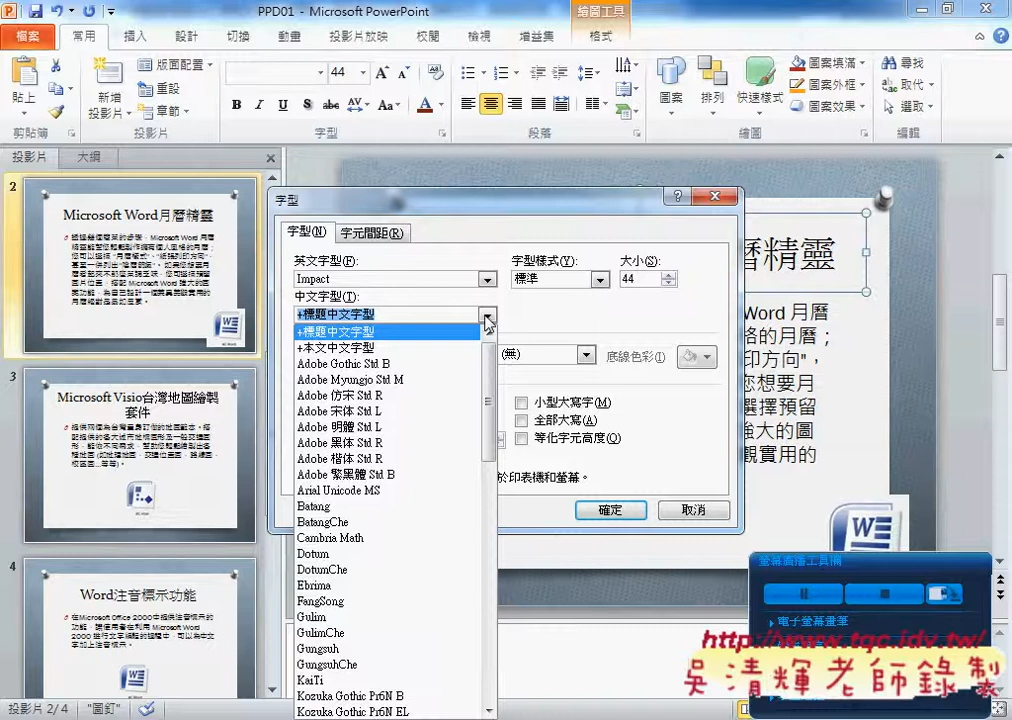 PPD01 - Microsoft PowerPoint
繪圖工具
檔案
常用
插入
設計
切換
動畫
投影片放映
校閱
檢視
增益集
格式
貼上
剪貼簿
新增
投影片
版面配置
重設
章節
投影片
44
B I U S abc AV Aa A
字型
段落
圖案
排列
快速樣式
圖案填滿
圖案外框
圖案效果
繪圖
尋找
取代
選取
編輯
投影片
大綱
2
Microsoft Word月曆精靈
3
Microsoft Visio台灣地圖繪製
套件
4
Word注音標示功能
字型
字型(N)
字元間距(R)
英文字型(F):
Impact
字型樣式(Y):
標準
大小(S):
44
中文字型(T):
+標題中文字型
+標題中文字型
+本文中文字型
Adobe Gothic Std B
Adobe Myungjo Std M
Adobe 仿宋 Std R
Adobe 宋体 Std L
Adobe 明體 Std L
Adobe 黑体 Std R
Adobe 楷体 Std R
Adobe 繁黑體 Std B
Arial Unicode MS
Batang
BatangChe
Cambria Math
Dotum
DotumChe
Ebrima
FangSong
Gulim
GulimChe
Gungsuh
GungsuhChe
KaiTi
Kozuka Gothic Pr6N B
Kozuka Gothic Pr6N EL
(無)
底線色彩(I)
小型大寫字(M)
全部大寫(A)
等化字元高度(Q)
於印表機和螢幕。
確定
取消
曆精靈
Word 月曆
格的月曆；
印方向"，
您想要月
選擇預留
強大的圖
觀實用的
螢幕廣播工具欄
電子螢幕畫筆
http://www.tqc.idv.tw/
吳清輝老師錄製
投影片 2/4
"圖釘"